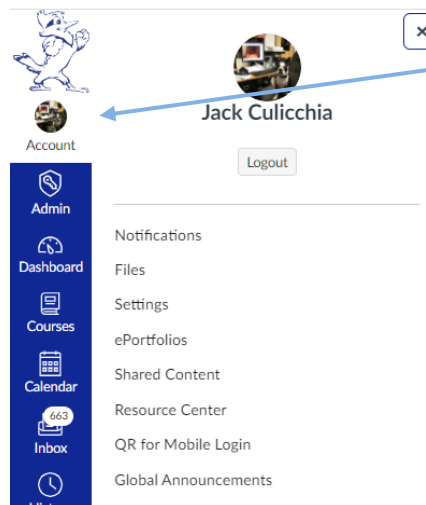 Account
Admin
Dashboard
Courses
Calendar
663
Inbox
Jack Culicchia
Logout
Notifications
Files
Settings
ePortfolios
Shared Content
Resource Center
QR for Mobile Login
Global Announcements